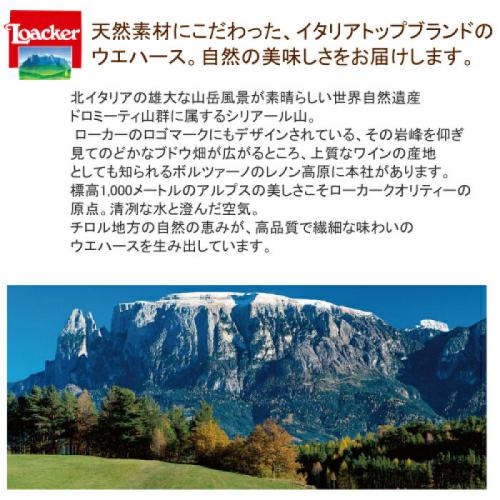 Loacker
天然素材にこだわった、イタリアトップブランドの
ウエハース。自然の美味しさをお届けします。
北イタリアの雄大な山岳風景が素晴らしい世界自然遺産
ドロミーティ山群に属するシリアール山。
ローカーのロゴマークにもデザインされている、その岩峰を仰ぎ
見てのどかなブドウ畑が広がるところ、上質なワインの産地
としても知られるボルツァーノのレノン高原に本社があります。
標高1,000メートルのアルプスの美しさこそローカークオリティーの
原点。清冽な水と澄んだ空気。
チロル地方の自然の恵みが、高品質で繊細な味わいの
ウエハースを生み出しています。